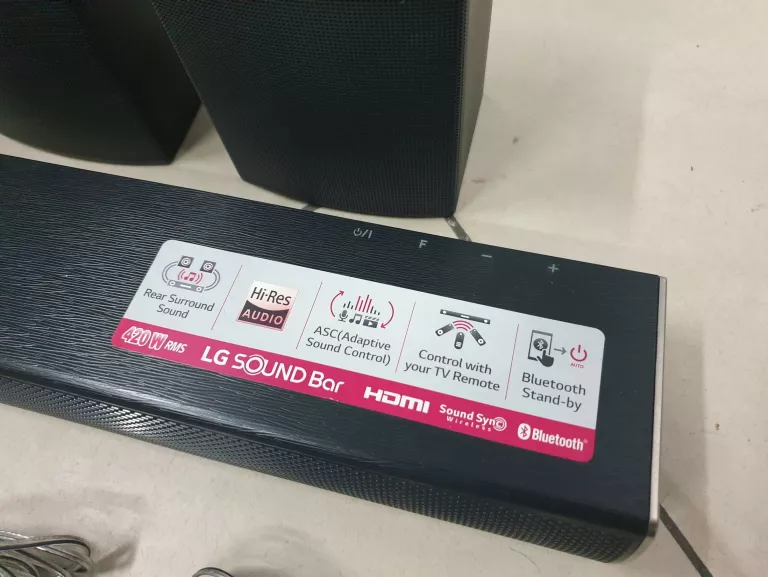 ⏻/| F − +
Rear Surround
Sound
Hi-Res
AUDIO
ASC(Adaptive
Sound Control)
Control with
your TV Remote
AUTO
Bluetooth
Stand-by
420 W RMS
LG SOUND Bar
HDMI
Sound Sync
Wireless
Bluetooth®